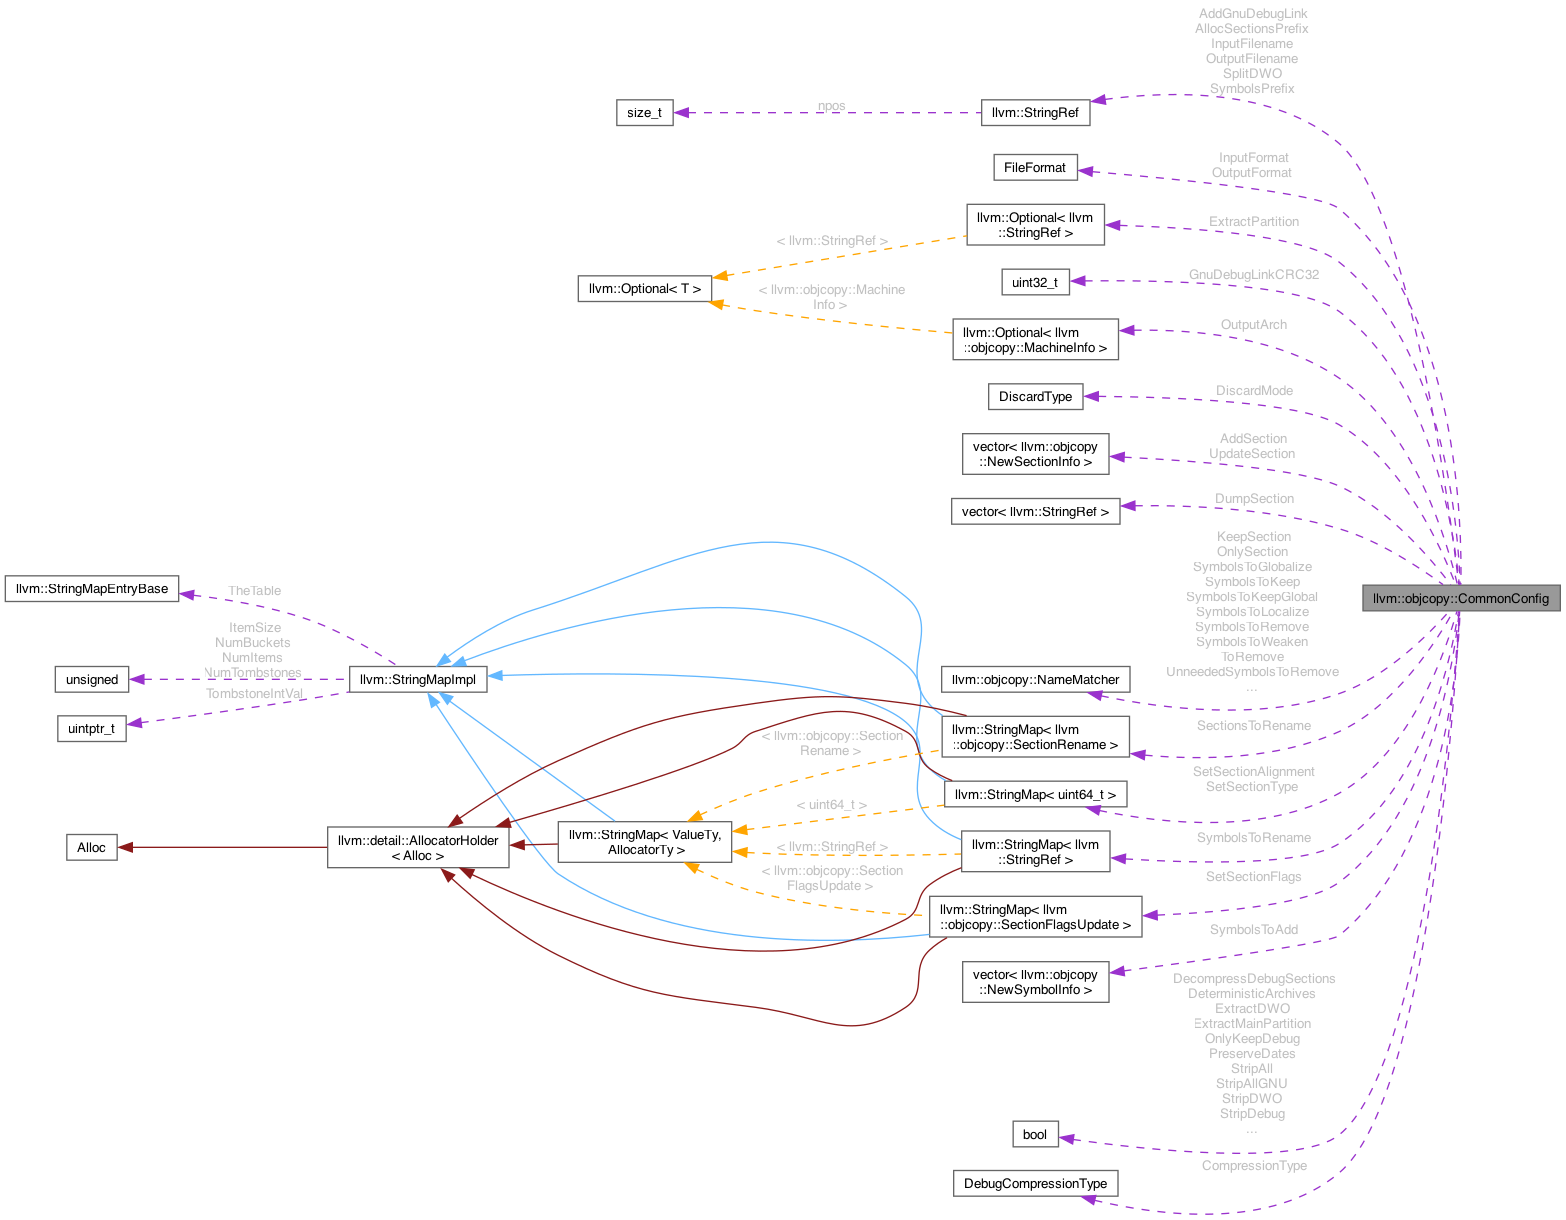 AddGnuDebugLink
AllocSectionsPrefix
InputFilename
OutputFilename
SplitDWO
SymbolsPrefix
size_t
npos
llvm::StringRef
FileFormat
InputFormat
OutputFormat
llvm::Optional< llvm
::StringRef >
ExtractPartition
< llvm::StringRef >
llvm::Optional< T >
uint32_t
GnuDebugLinkCRC32
< llvm::objcopy::Machine
Info >
llvm::Optional< llvm
::objcopy::MachineInfo >
OutputArch
DiscardType
DiscardMode
vector< llvm::objcopy
::NewSectionInfo >
AddSection
UpdateSection
vector< llvm::StringRef >
DumpSection
KeepSection
OnlySection
SymbolsToGlobalize
SymbolsToKeep
SymbolsToKeepGlobal
SymbolsToLocalize
SymbolsToRemove
SymbolsToWeaken
ToRemove
UnneededSymbolsToRemove
...
llvm::objcopy::CommonConfig
llvm::StringMapEntryBase
TheTable
ItemSize
NumBuckets
NumItems
NumTombstones
TombstoneIntVal
unsigned
uintptr_t
llvm::StringMapImpl
llvm::objcopy::NameMatcher
llvm::StringMap< llvm
::objcopy::SectionRename >
SectionsToRename
< llvm::objcopy::Section
Rename >
llvm::StringMap< uint64_t >
SetSectionAlignment
SetSectionType
< uint64_t >
Alloc
llvm::detail::AllocatorHolder
< Alloc >
llvm::StringMap< ValueTy,
AllocatorTy >
< llvm::StringRef >
llvm::StringMap< llvm
::StringRef >
SymbolsToRename
< llvm::objcopy::Section
FlagsUpdate >
llvm::StringMap< llvm
::objcopy::SectionFlagsUpdate >
SetSectionFlags
vector< llvm::objcopy
::NewSymbolInfo >
SymbolsToAdd
DecompressDebugSections
DeterministicArchives
ExtractDWO
ExtractMainPartition
OnlyKeepDebug
PreserveDates
StripAll
StripAllGNU
StripDWO
StripDebug
...
bool
DebugCompressionType
CompressionType